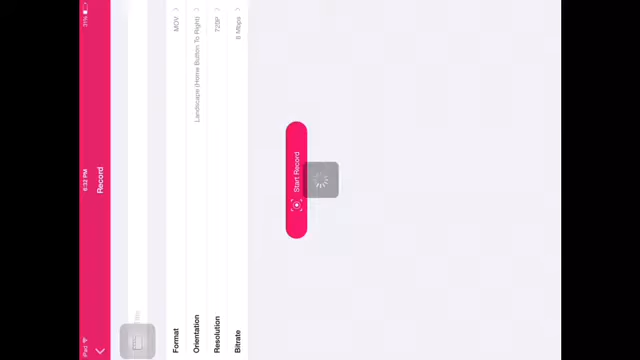 iPad 6:32 PM 31%
Record
Format MOV
Orientation Landscape (Home Button To Right)
Resolution 720P
Bitrate 8 Mbps
Start Record